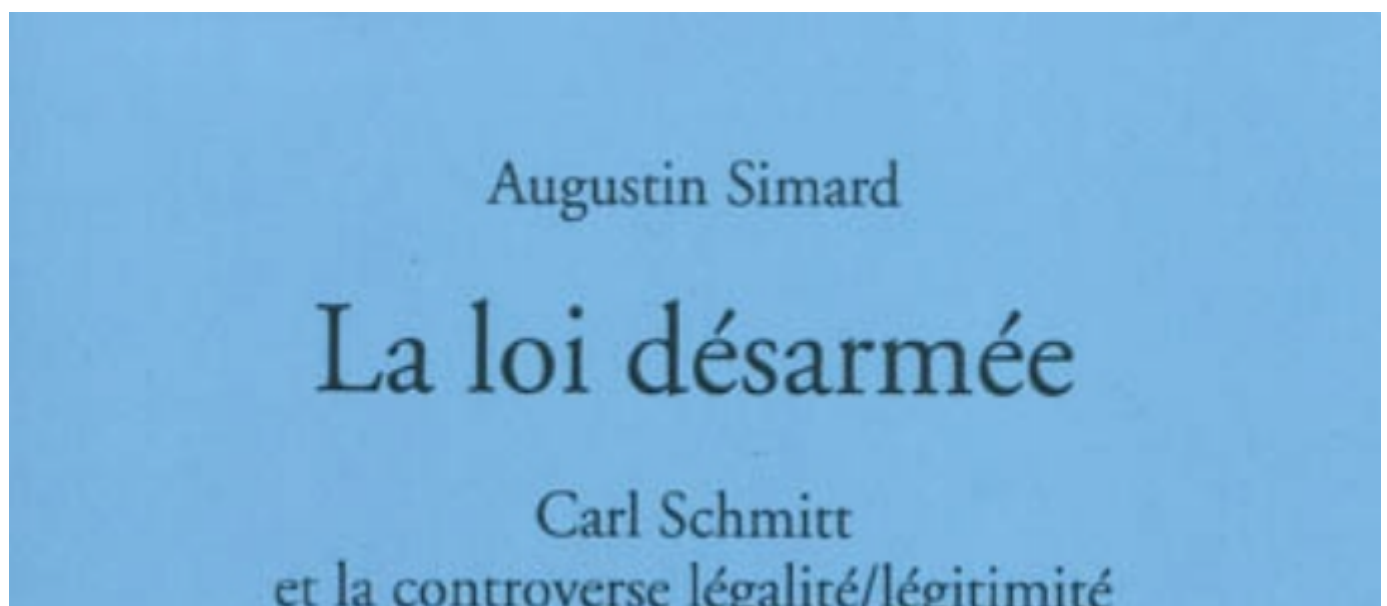 Augustin Simard
La loi désarmée
Carl Schmitt
et la controverse légalité/légitimité